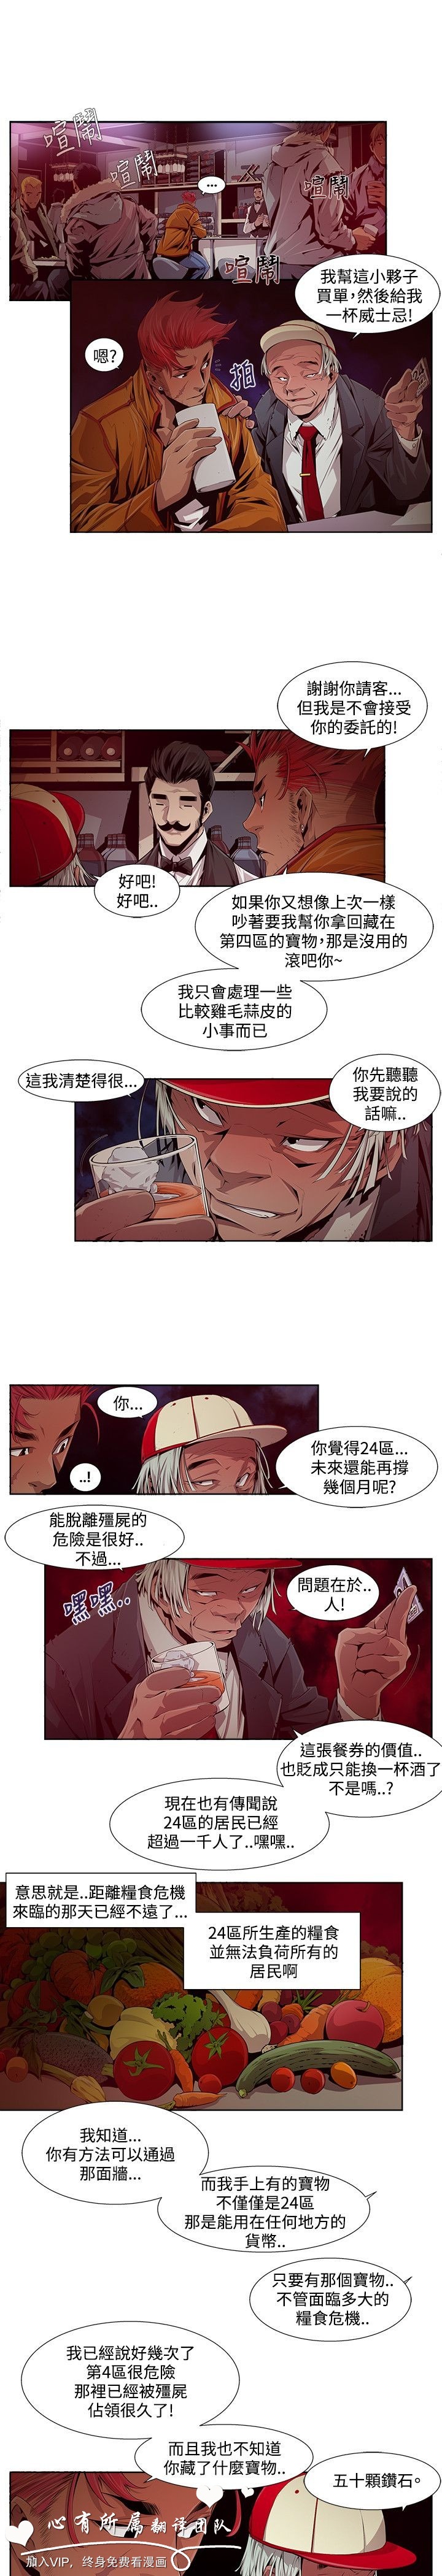 喧鬧
喧鬧
喧鬧
...
喧鬧
我幫這小夥子
買單,然後給我
一杯威士忌!
嗯?
拍
謝謝你請客...
但我是不會接受
你的委託的!
好吧!
好吧..
如果你又想像上次一樣
吵著要我幫你拿回藏在
第四區的寶物,那是沒用的
滾吧你~
我只會處理一些
比較雞毛蒜皮的
小事而已
這我清楚得很...
你先聽聽
我要說的
話嘛..
你...
..!
你覺得24區...
未來還能再撐
幾個月呢?
能脫離殭屍的
危險是很好..
不過...
嘿嘿..
問題在於..
人!
這張餐券的價值..
也貶成只能換一杯酒了
不是嗎..?
現在也有傳聞說
24區的居民已經
超過一千人了..嘿嘿..
意思就是..距離糧食危機
來臨的那天已經不遠了...
24區所生產的糧食
並無法負荷所有的
居民啊
我知道...
你有方法可以通過
那面牆...
而我手上有的寶物
不僅僅是24區
那是能用在任何地方的
貨幣..
只要有那個寶物..
不管面臨多大的
糧食危機..
我已經說好幾次了
第4區很危險
那裡已經被殭屍
佔領很久了!
而且我也不知道
你藏了什麼寶物..
五十顆鑽石。
心有所属翻译团队
加入VIP，终身免费看漫画